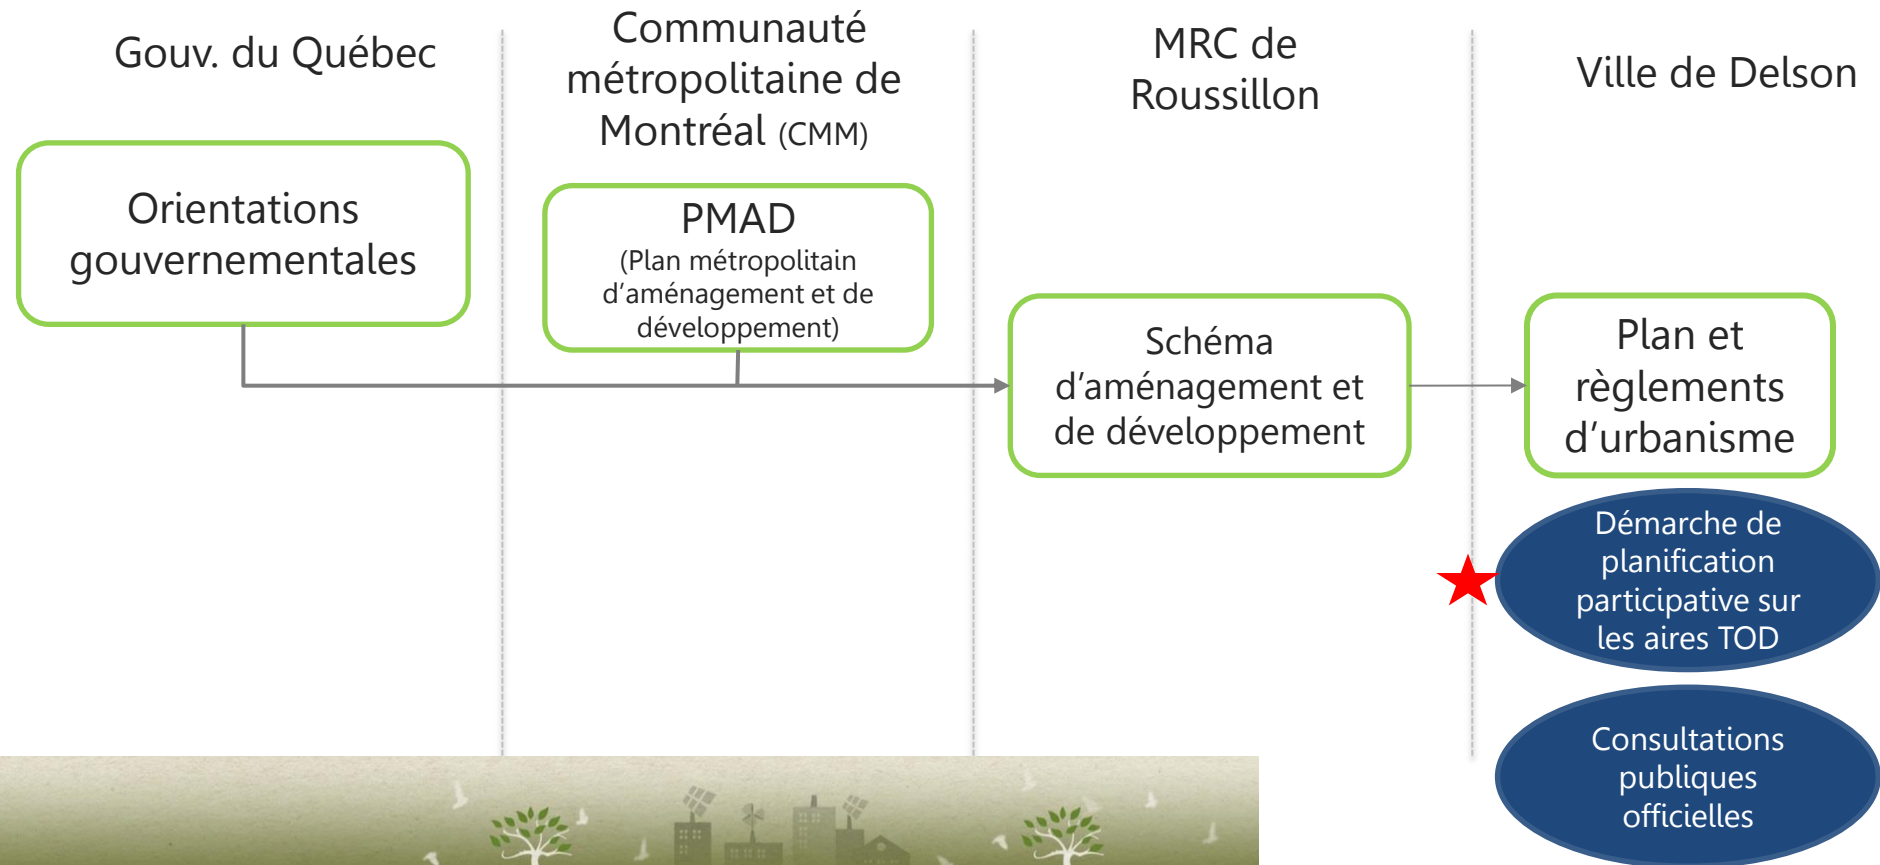 Gouv. du Québec
Orientations
gouvernementales
Communauté
métropolitaine de
Montréal (CMM)
PMAD
(Plan métropolitain
d’aménagement et de
développement)
MRC de
Roussillon
Schéma
d’aménagement et
de développement
Ville de Delson
Plan et
règlements
d’urbanisme
Démarche de
planification
participative sur
les aires TOD
Consultations
publiques
officielles